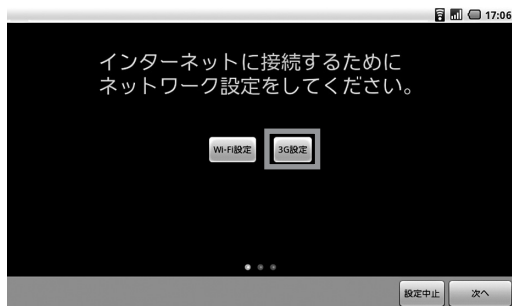 17:06
インターネットに接続するために
ネットワーク設定をしてください。
Wi-Fi設定 3G設定
設定中止 次へ